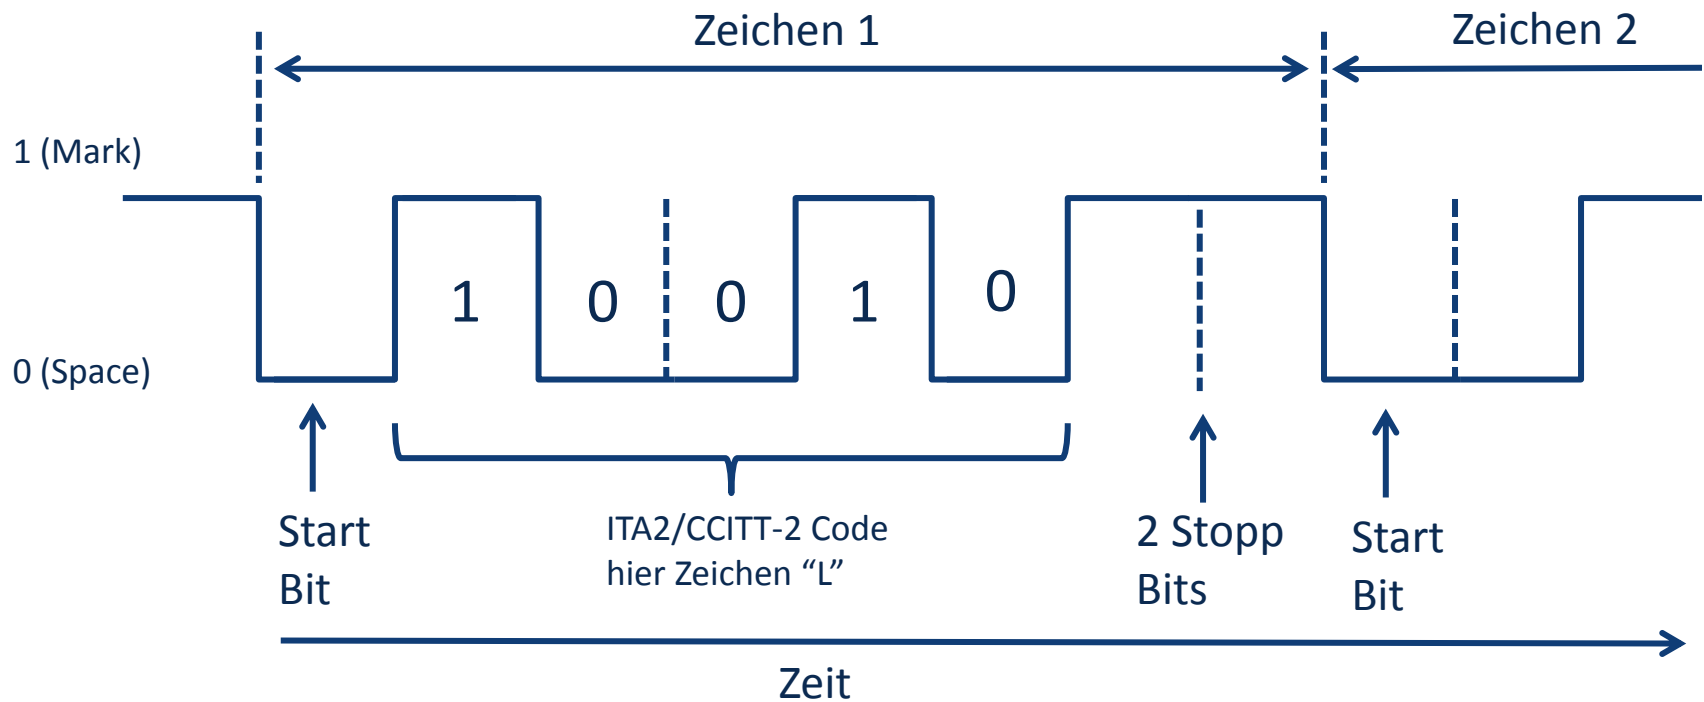 Zeichen 1
Zeichen 2
1 (Mark)
1
0
0
1
0
0 (Space)
Start
Bit
ITA2/CCITT-2 Code
hier Zeichen “L”
2 Stopp
Bits
Start
Bit
Zeit